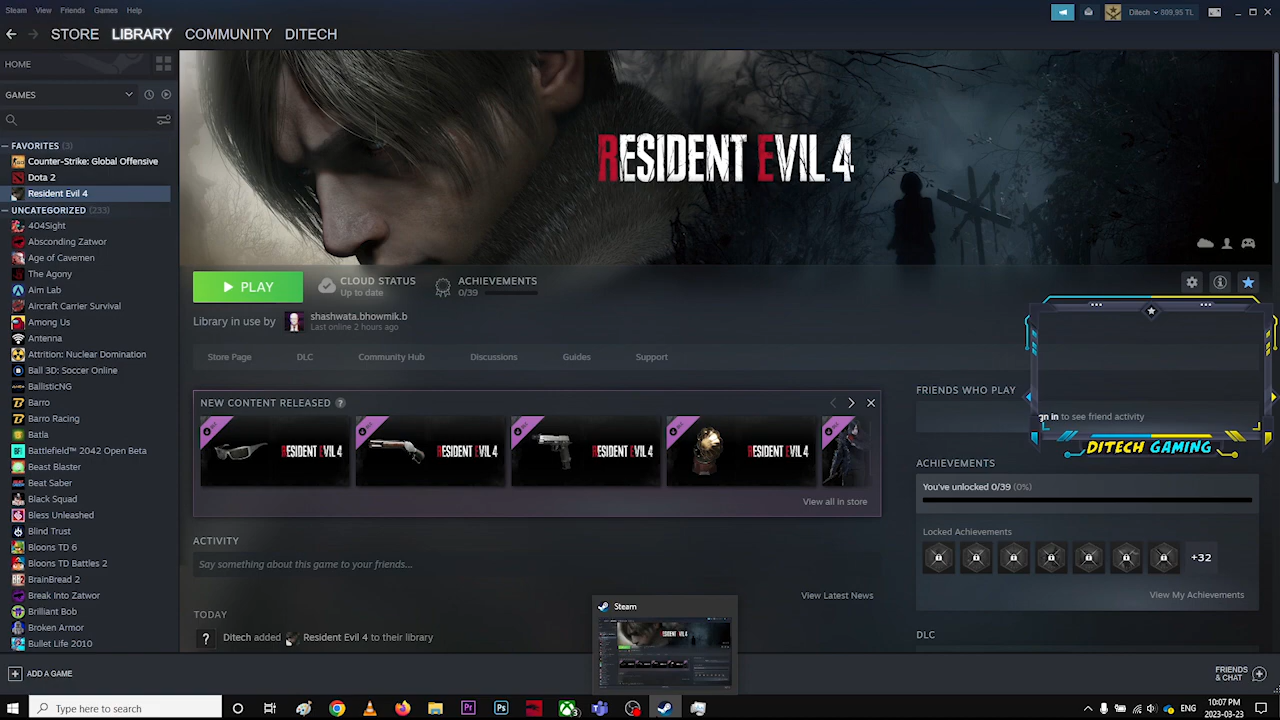 Steam View Friends Games Help
Ditech 809,95 TL
STORE LIBRARY COMMUNITY DITECH
HOME
GAMES
FAVORITES (3)
Counter-Strike: Global Offensive
Dota 2
Resident Evil 4
UNCATEGORIZED (233)
404Sight
Absconding Zatwor
Age of Cavemen
The Agony
Aim Lab
Aircraft Carrier Survival
Among Us
Antenna
Attrition: Nuclear Domination
Ball 3D: Soccer Online
BallisticNG
Barro
Barro Racing
Batla
Battlefield™ 2042 Open Beta
Beast Blaster
Beat Saber
Black Squad
Bless Unleashed
Blind Trust
Bloons TD 6
Bloons TD Battles 2
BrainBread 2
Break Into Zatwor
Brilliant Bob
Broken Armor
Bullet Life 2010
RESIDENT EVIL 4
PLAY
CLOUD STATUS
Up to date
ACHIEVEMENTS
0/39
Library in use by
shashwata.bhowmik.b
Last online 2 hours ago
Store Page DLC Community Hub Discussions Guides Support
NEW CONTENT RELEASED ?
RESIDENT EVIL 4
RESIDENT EVIL 4
RESIDENT EVIL 4
RESIDENT EVIL 4
View all in store
ACTIVITY
Say something about this game to your friends...
View Latest News
TODAY
? Ditech added Resident Evil 4 to their library
Steam
FRIENDS WHO PLAY
gn in to see friend activity
DITECH GAMING
ACHIEVEMENTS
You've unlocked 0/39 (0%)
Locked Achievements
+32
View My Achievements
DLC
ADD A GAME
FRIENDS
& CHAT
Type here to search
ENG
10:07 PM
2023-03-23